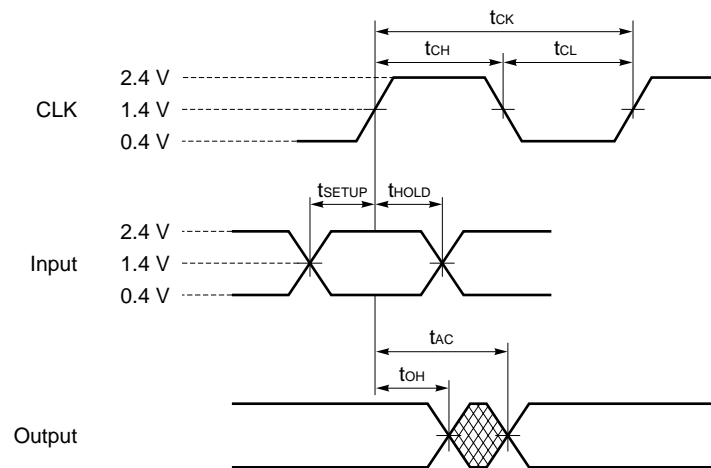 tCK
tCH
tCL
2.4 V
CLK
1.4 V
0.4 V
tSETUP
tHOLD
2.4 V
Input
1.4 V
0.4 V
tAC
tOH
Output